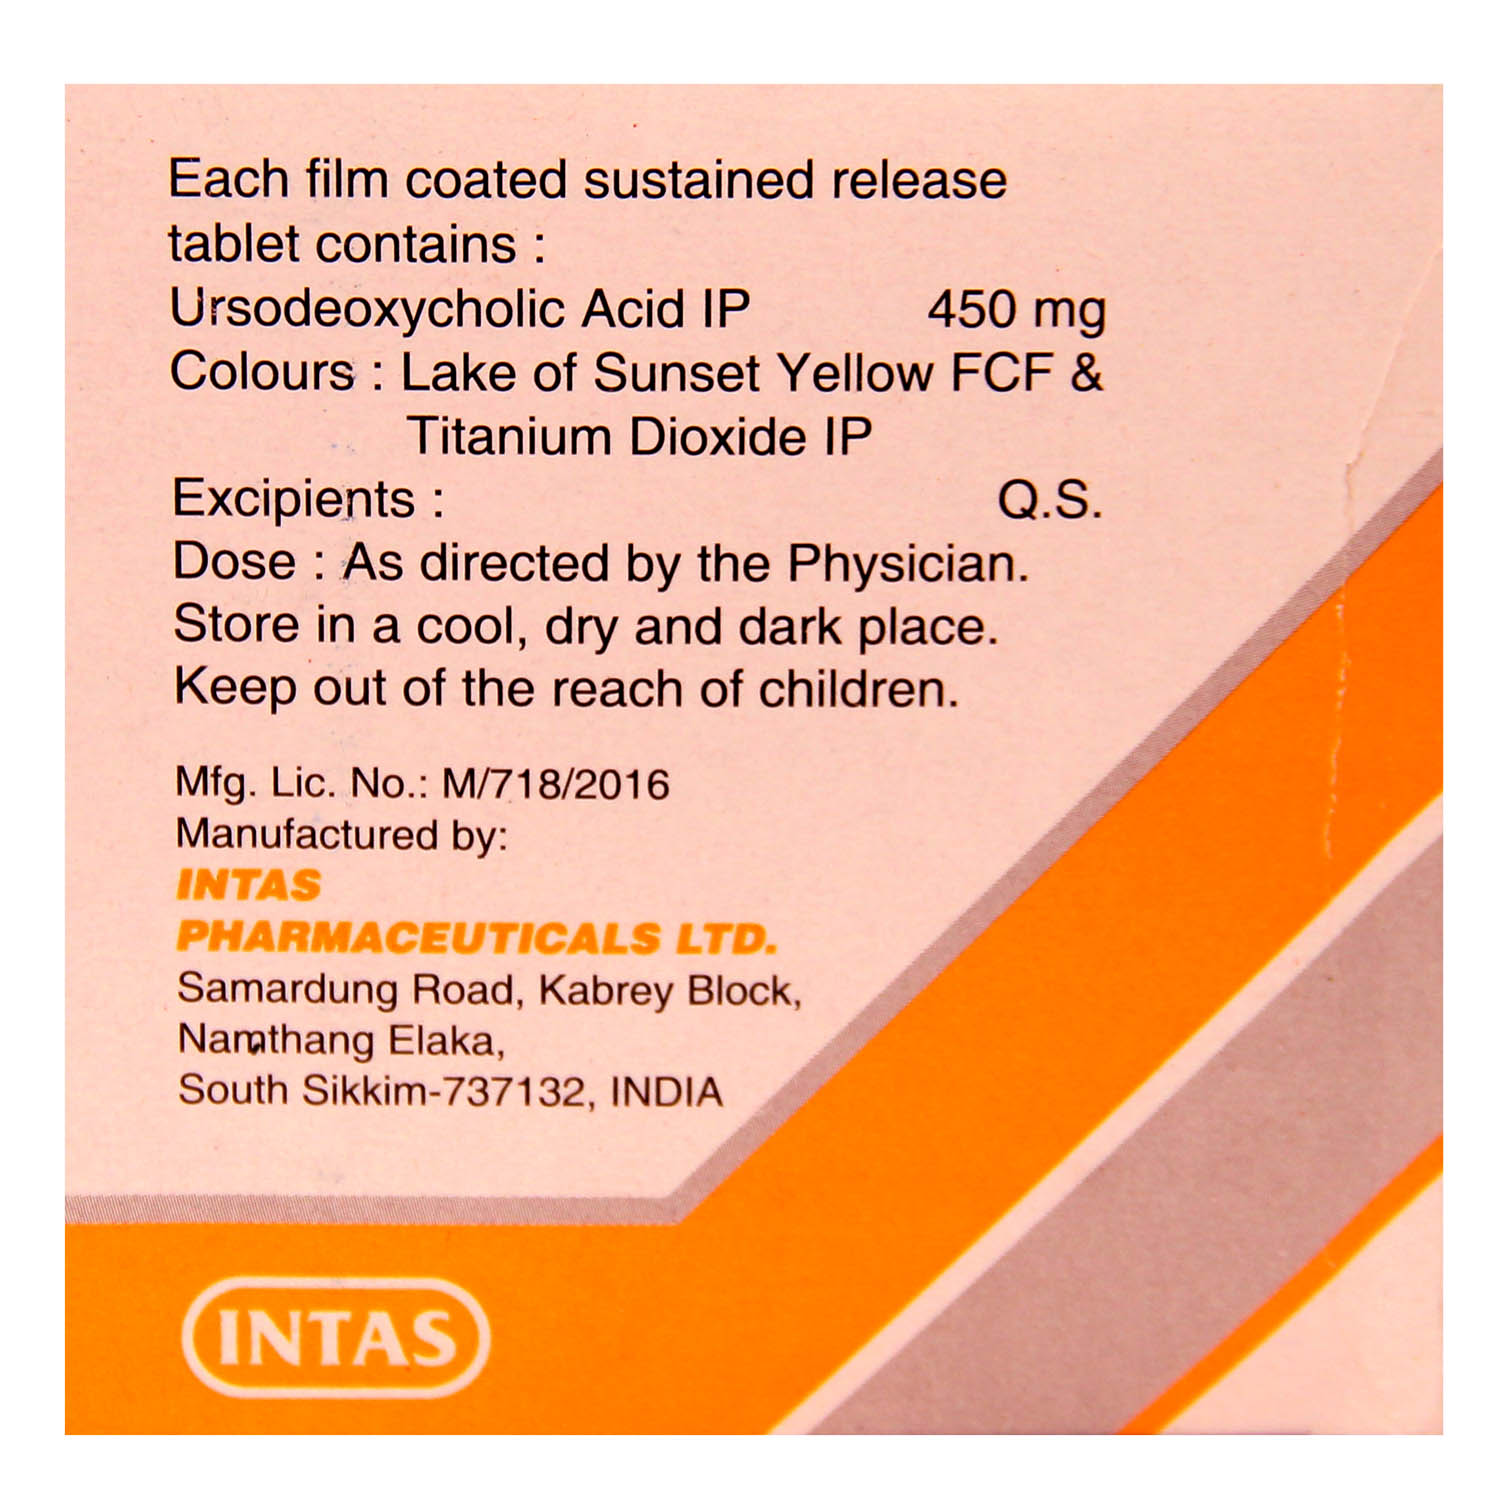 Each film coated sustained release
tablet contains :
Ursodeoxycholic Acid IP 450 mg
Colours : Lake of Sunset Yellow FCF &
Titanium Dioxide IP
Excipients : Q.S.
Dose : As directed by the Physician.
Store in a cool, dry and dark place.
Keep out of the reach of children.
Mfg. Lic. No.: M/718/2016
Manufactured by:
INTAS
PHARMACEUTICALS LTD.
Samardung Road, Kabrey Block,
Namthang Elaka,
South Sikkim-737132, INDIA
INTAS